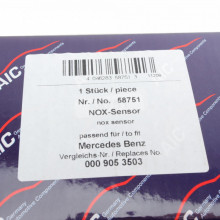 AIC
1 Stück / piece
Nr. / No. 58751
NOX-Sensor
nox sensor
passend für / to fit
Mercedes Benz
Vergleichs-Nr. / Replaces No.
000 905 3503